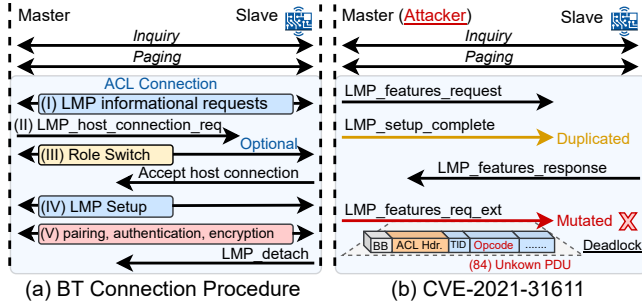 Master
Slave
Inquiry
Paging
ACL Connection
(I) LMP informational requests
(II) LMP_host_connection_req
Optional
(III) Role Switch
Accept host connection
(IV) LMP Setup
(V) pairing, authentication, encryption
LMP_detach
(a) BT Connection Procedure
Master (Attacker)
Slave
Inquiry
Paging
LMP_features_request
LMP_setup_complete
Duplicated
LMP_features_response
LMP_features_req_ext
Mutated X
BB ACL Hdr. TID Opcode .......
Deadlock
(84) Unkown PDU
(b) CVE-2021-31611